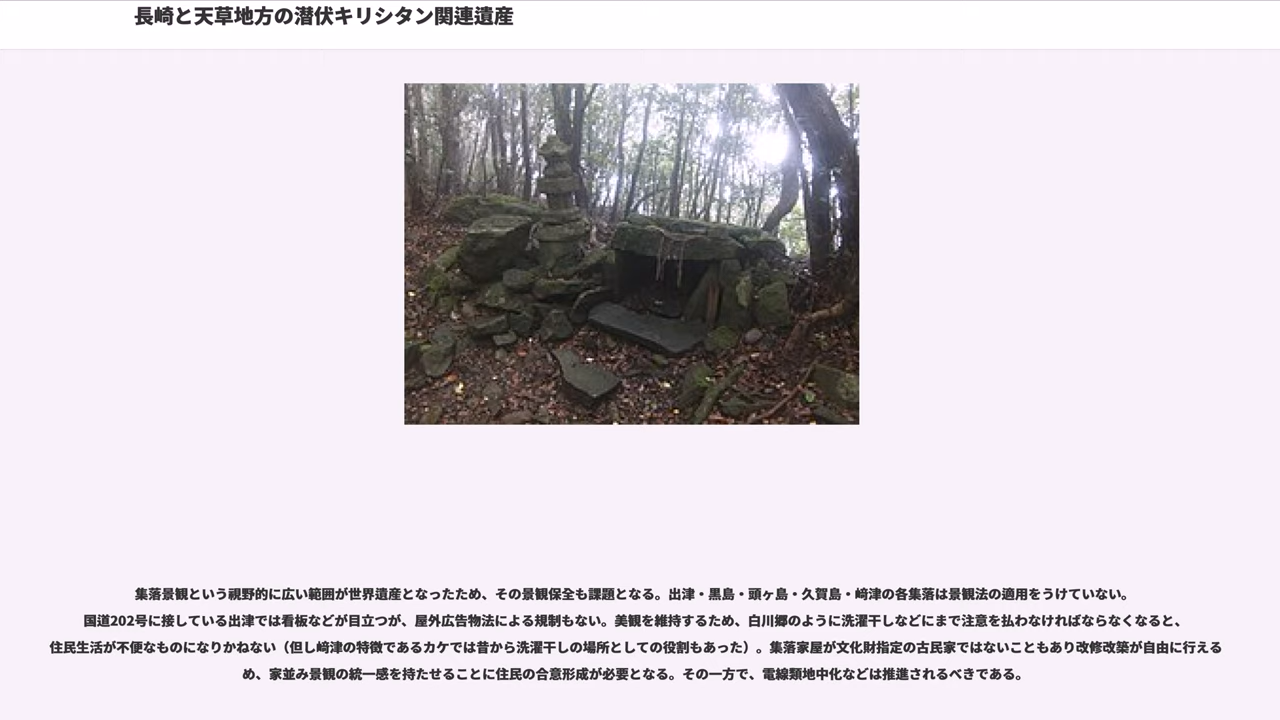 長崎と天草地方の潜伏キリシタン関連遺産
集落景観という視野的に広い範囲が世界遺産となったため、その景観保全も課題となる。出津・黒島・頭ヶ島・久賀島・﨑津の各集落は景観法の適用をうけていない。
国道202号に接している出津では看板などが目立つが、屋外広告物法による規制もない。美観を維持するため、白川郷のように洗濯干しなどにまで注意を払わなければならなくなると、
住民生活が不便なものになりかねない（但し﨑津の特徴であるカケでは昔から洗濯干しの場所としての役割もあった）。集落家屋が文化財指定の古民家ではないこともあり改修改築が自由に行える
め、家並み景観の統一感を持たせることに住民の合意形成が必要となる。その一方で、電線類地中化などは推進されるべきである。